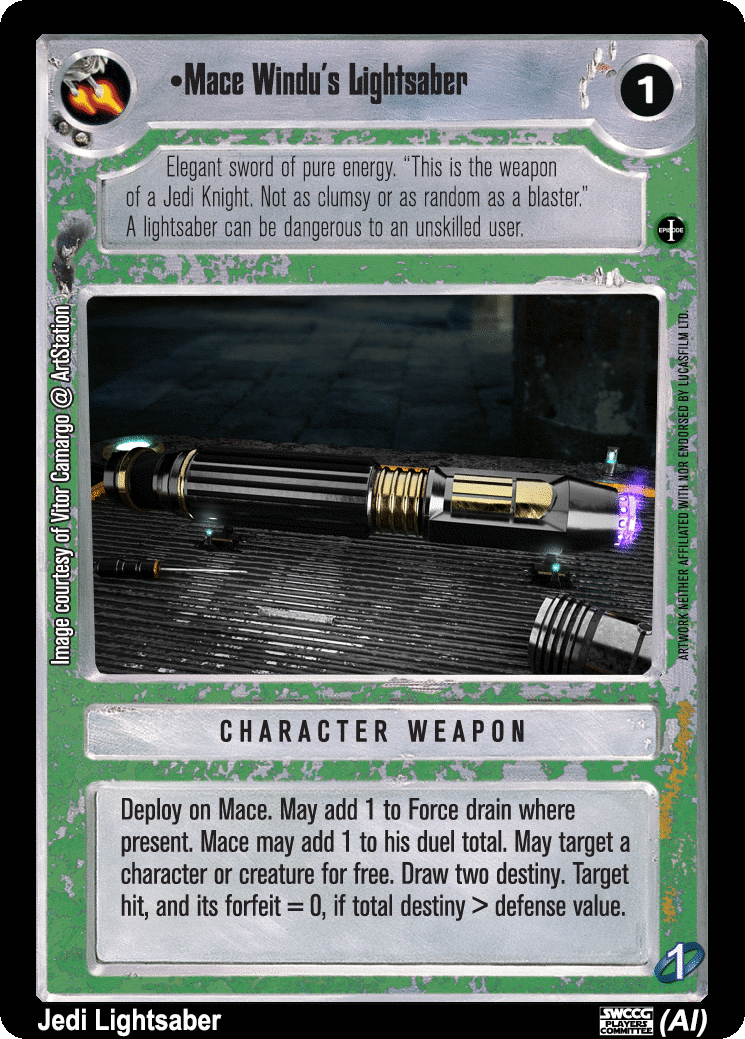 •Mace Windu's Lightsaber
1
Elegant sword of pure energy. "This is the weapon
of a Jedi Knight. Not as clumsy or as random as a blaster."
A lightsaber can be dangerous to an unskilled user.
EPISODE I
Image courtesy of Vitor Camargo @ ArtStation
ARTWORK NEITHER AFFILIATED WITH NOR ENDORSED BY LUCASFILM LTD.
CHARACTER WEAPON
Deploy on Mace. May add 1 to Force drain where
present. Mace may add 1 to his duel total. May target a
character or creature for free. Draw two destiny. Target
hit, and its forfeit = 0, if total destiny > defense value.
1
Jedi Lightsaber
SWCCG
PLAYERS
COMMITTEE
(AI)